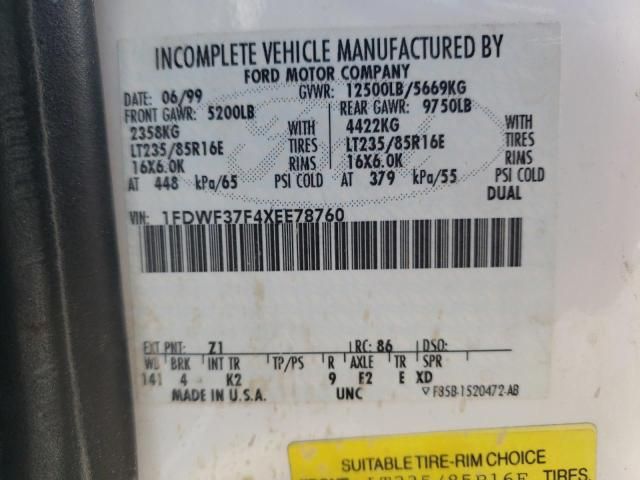 INCOMPLETE VEHICLE MANUFACTURED BY
FORD MOTOR COMPANY
DATE: 06/99 GVWR: 12500LB/5669KG
FRONT GAWR: 5200LB REAR GAWR: 9750LB
2358KG WITH 4422KG WITH
LT235/85R16E TIRES LT235/85R16E TIRES
16X6.0K RIMS 16X6.0K RIMS
AT 448 kPa/65 PSI COLD AT 379 kPa/55 PSI COLD
DUAL
VIN: 1FDWF37F4XEE78760
EXT PNT: Z1 RC: 86 DSO:
WB BRK INT TR TP/PS R AXLE TR SPR
141 4 K2 9 E2 E XD
MADE IN U.S.A. UNC F85B-1520472-AB
SUITABLE TIRE-RIM CHOICE
FRONT LT235/85R16E TIRES